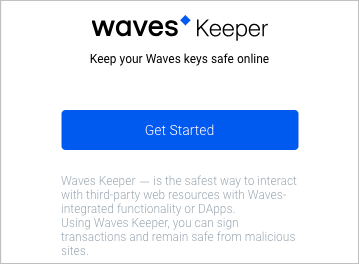 waves Keeper
Keep your Waves keys safe online
Get Started
Waves Keeper — is the safest way to interact
with third-party web resources with Waves-
integrated functionality or DApps.
Using Waves Keeper, you can sign
transactions and remain safe from malicious
sites.